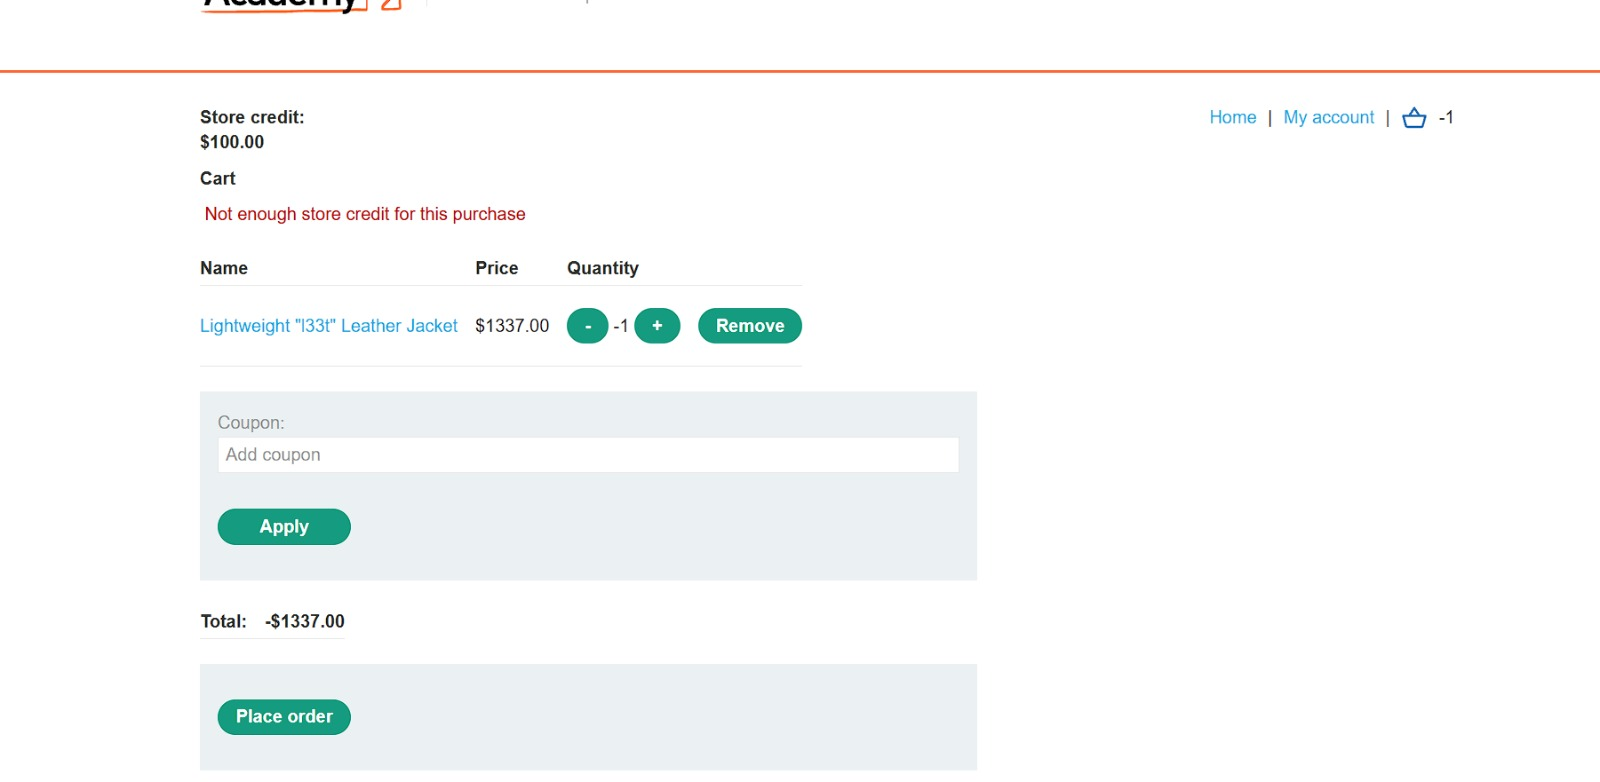 Academy
Store credit:
$100.00
Home | My account | -1
Cart
Not enough store credit for this purchase
Name Price Quantity
Lightweight "l33t" Leather Jacket $1337.00 - -1 + Remove
Coupon:
Add coupon
Apply
Total: -$1337.00
Place order